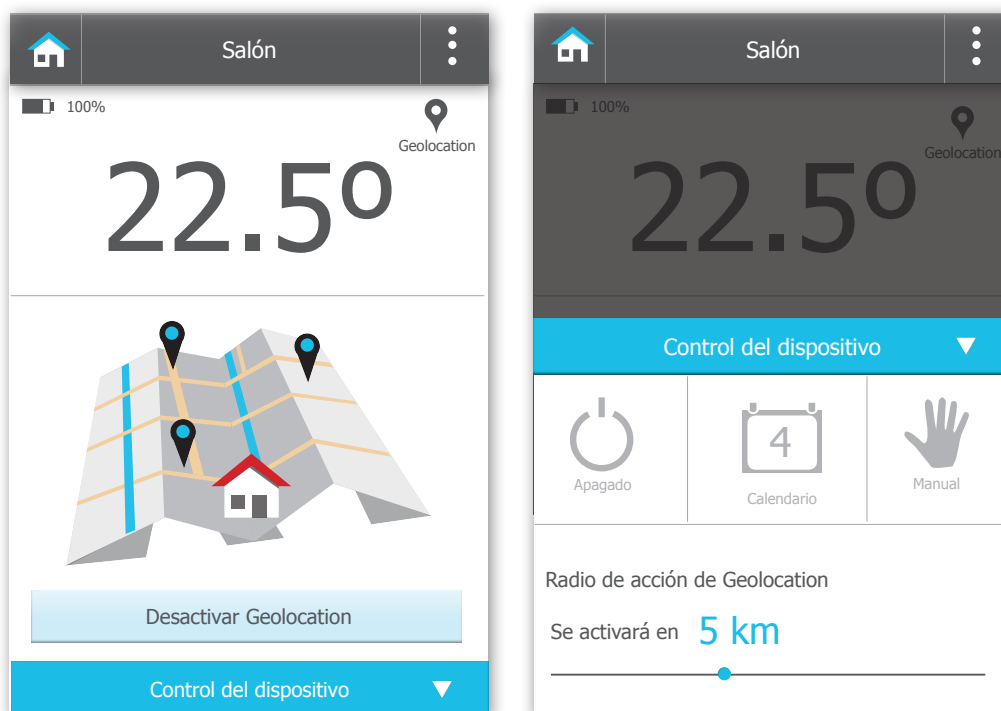 Salón
100%
Geolocation
22.5º
Desactivar Geolocation
Control del dispositivo
Salón
100%
Geolocation
22.5º
Control del dispositivo
Apagado
4
Calendario
Manual
Radio de acción de Geolocation
Se activará en 5 km